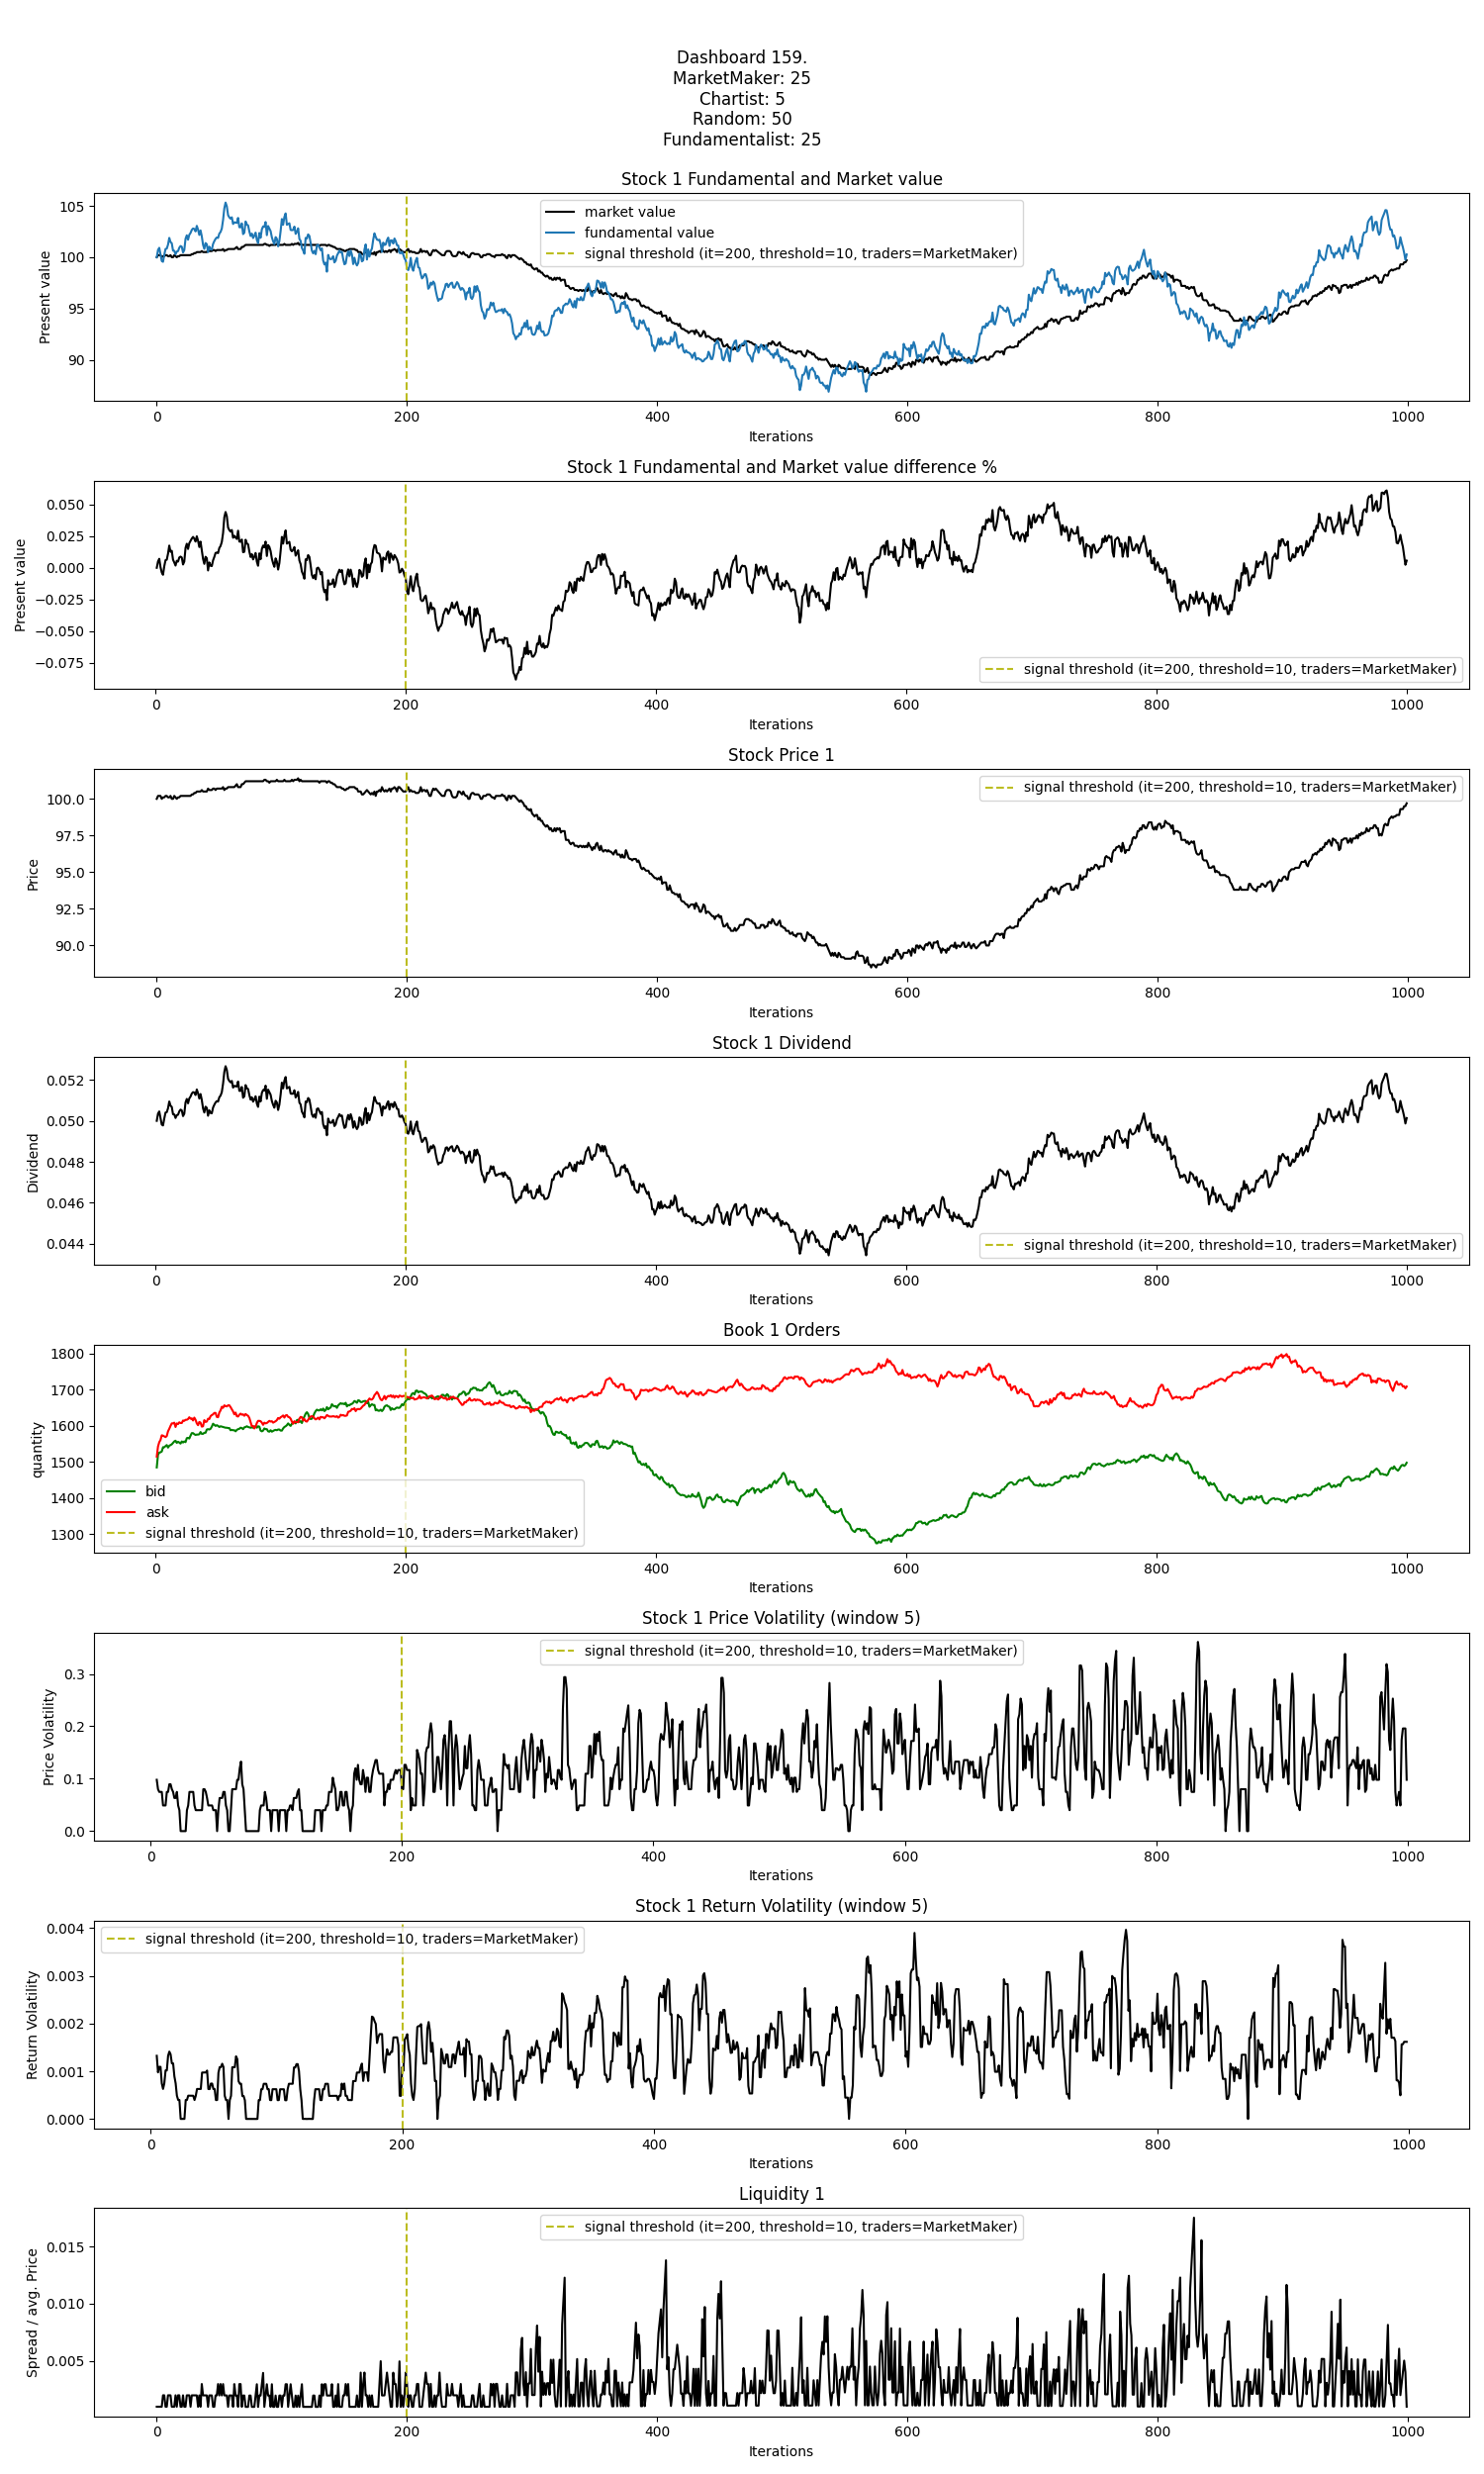 Dashboard 159.
MarketMaker: 25
Chartist: 5
Random: 50
Fundamentalist: 25
Stock 1 Fundamental and Market value
105
100
95
90
Present value
market value
fundamental value
signal threshold (it=200, threshold=10, traders=MarketMaker)
0 200 400 600 800 1000
Iterations
Stock 1 Fundamental and Market value difference %
0.050
0.025
0.000
−0.025
−0.050
−0.075
Present value
signal threshold (it=200, threshold=10, traders=MarketMaker)
0 200 400 600 800 1000
Iterations
Stock Price 1
100.0
97.5
95.0
92.5
90.0
Price
signal threshold (it=200, threshold=10, traders=MarketMaker)
0 200 400 600 800 1000
Iterations
Stock 1 Dividend
0.052
0.050
0.048
0.046
0.044
Dividend
signal threshold (it=200, threshold=10, traders=MarketMaker)
0 200 400 600 800 1000
Iterations
Book 1 Orders
1800
1700
1600
1500
1400
1300
quantity
bid
ask
signal threshold (it=200, threshold=10, traders=MarketMaker)
0 200 400 600 800 1000
Iterations
Stock 1 Price Volatility (window 5)
0.3
0.2
0.1
0.0
Price Volatility
signal threshold (it=200, threshold=10, traders=MarketMaker)
0 200 400 600 800 1000
Iterations
Stock 1 Return Volatility (window 5)
0.004
0.003
0.002
0.001
0.000
Return Volatility
signal threshold (it=200, threshold=10, traders=MarketMaker)
0 200 400 600 800 1000
Iterations
Liquidity 1
0.015
0.010
0.005
Spread / avg. Price
signal threshold (it=200, threshold=10, traders=MarketMaker)
0 200 400 600 800 1000
Iterations